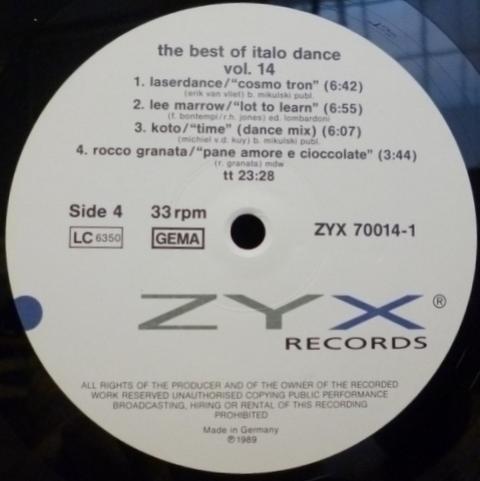 the best of italo dance
vol. 14
1. laserdance/“cosmo tron” (6:42)
(erik van vliet) b. mikulski publ.
2. lee marrow/“lot to learn” (6:55)
(f. bontempi/r.h. jones) ed. lombardoni
3. koto/“time” (dance mix) (6:07)
(michiel v.d. kuy) b. mikulski publ.
4. rocco granata/“pane amore e cioccolate” (3:44)
(r. granata) mdw
tt 23:28
Side 4 33 rpm
LC 6350 GEMA ZYX 70014-1
ZYX ®
RECORDS
ALL RIGHTS OF THE PRODUCER AND OF THE OWNER OF THE RECORDED
WORK RESERVED UNAUTHORISED COPYING PUBLIC PERFORMANCE
BROADCASTING, HIRING OR RENTAL OF THIS RECORDING
PROHIBITED
Made in Germany
℗1989